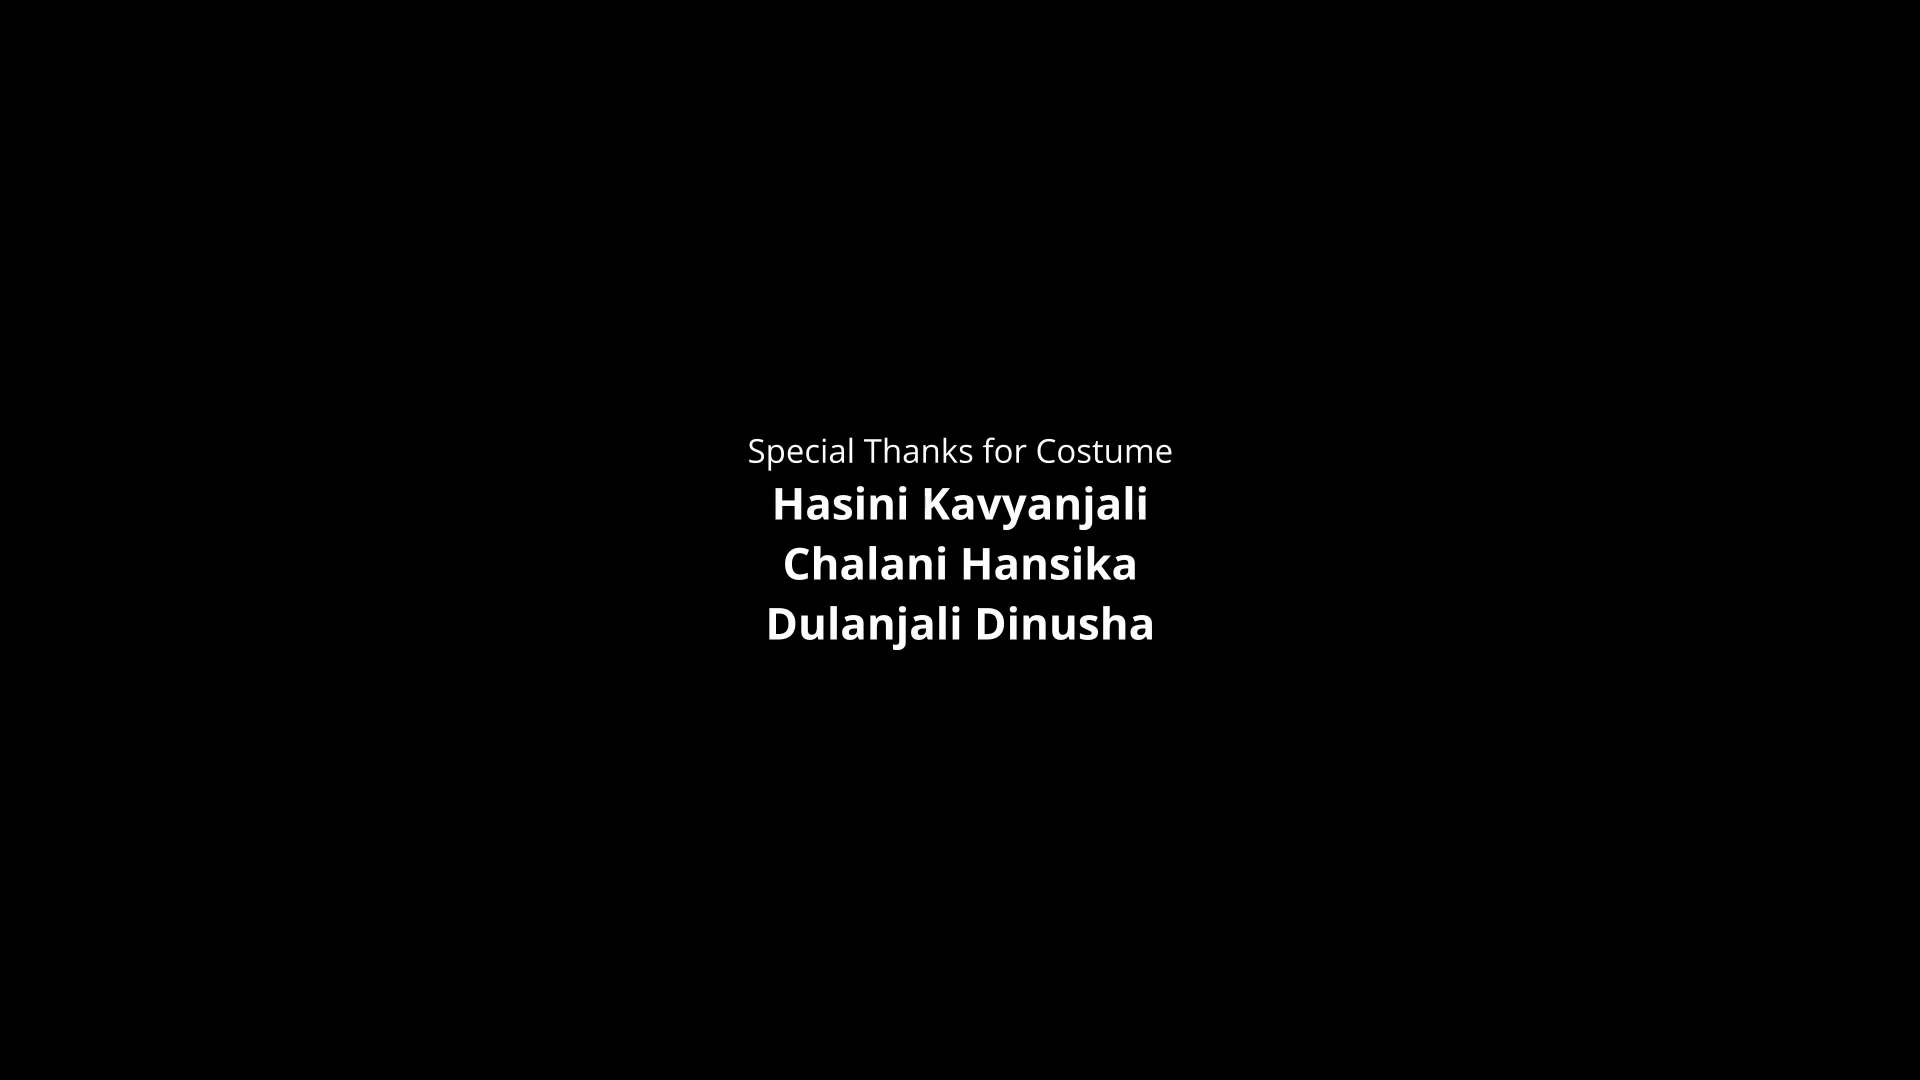 Special Thanks for Costume
Hasini Kavyanjali
Chalani Hansika
Dulanjali Dinusha